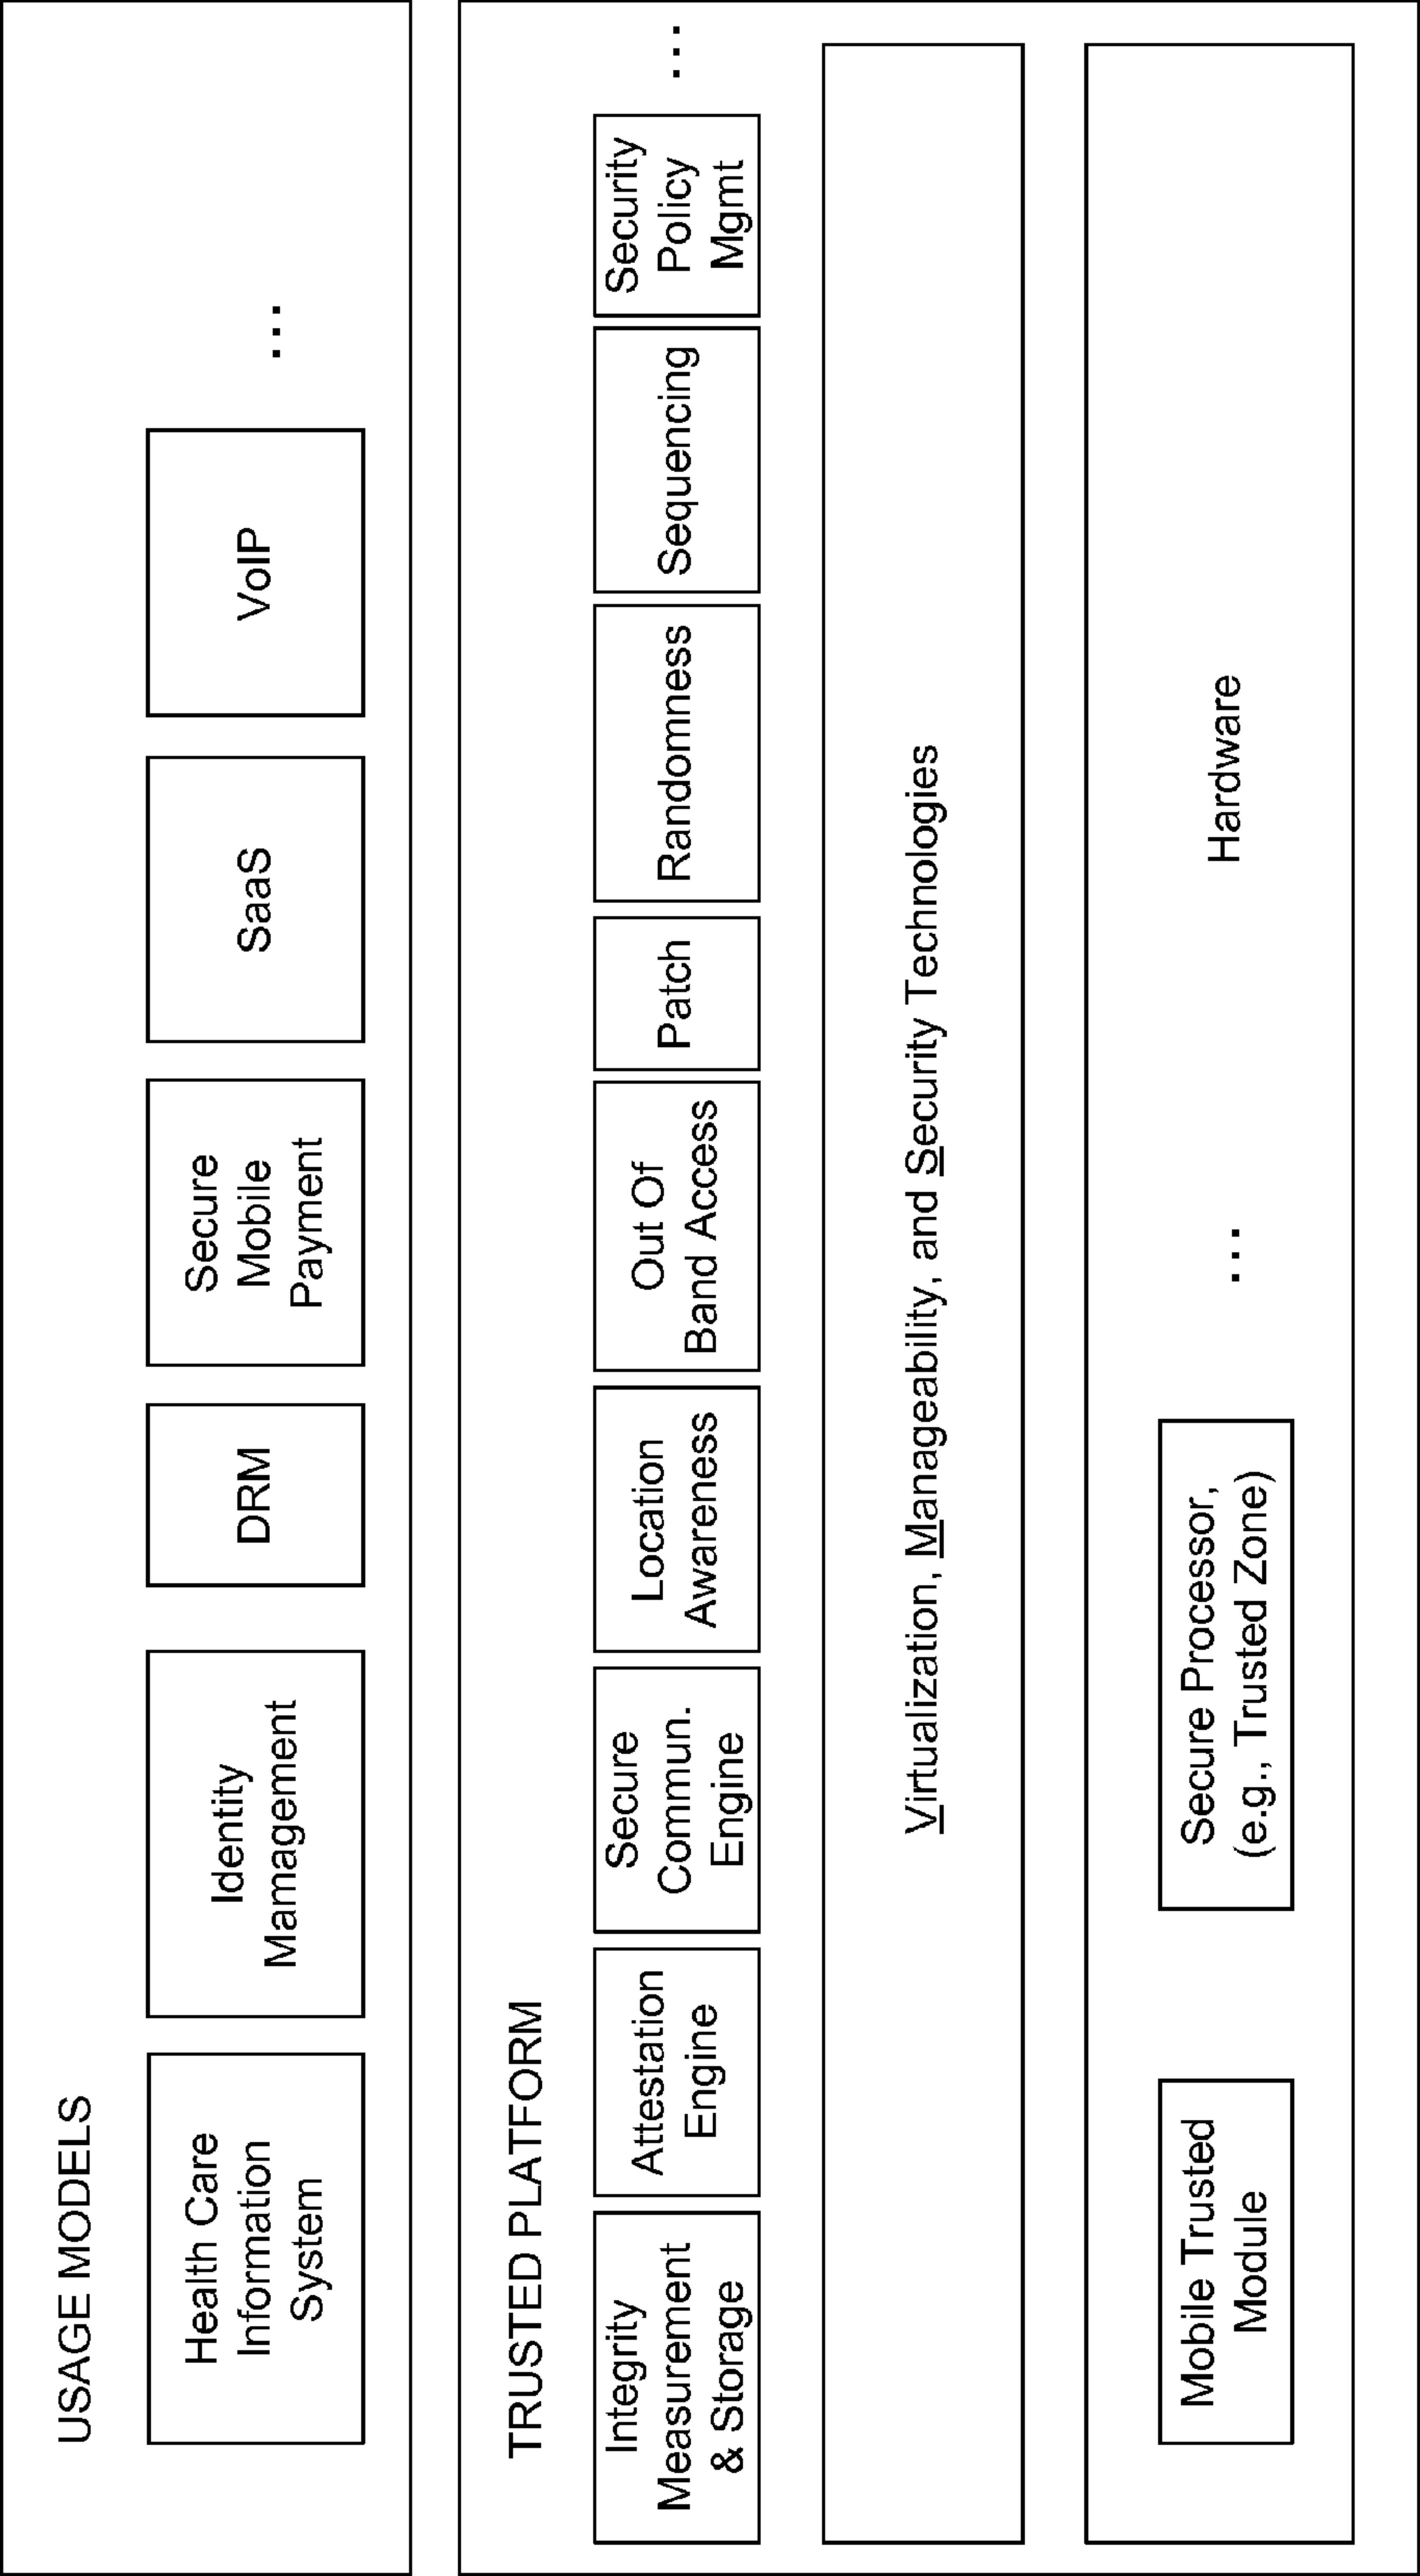 USAGE MODELS
Health Care
Information
System
Identity
Mamagement
DRM
Secure
Mobile
Payment
SaaS
VoIP
...
TRUSTED PLATFORM
Integrity
Measurement
& Storage
Attestation
Engine
Secure
Commun.
Engine
Location
Awareness
Out Of
Band Access
Patch
Randomness
Sequencing
Security
Policy
Mgmt
...
Virtualization, Manageability, and Security Technologies
Mobile Trusted
Module
Secure Processor,
(e.g., Trusted Zone)
...
Hardware